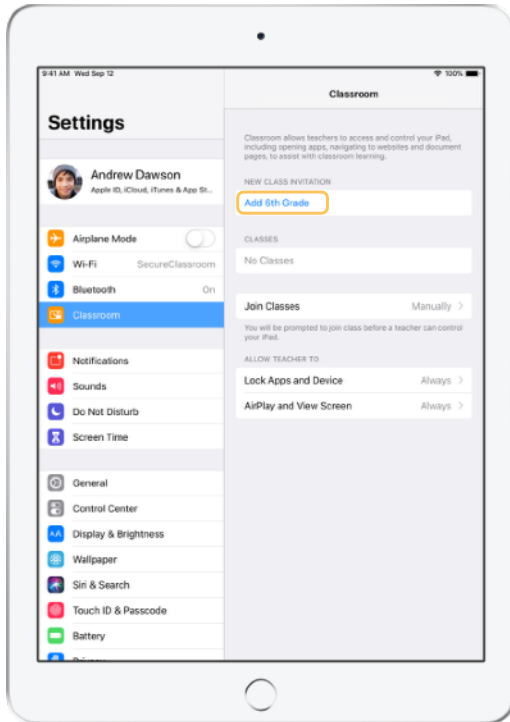 9:41 AM Wed Sep 12
100%
Settings
Andrew Dawson
Apple ID, iCloud, iTunes & App St...
Airplane Mode
Wi-Fi SecureClassroom
Bluetooth On
Classroom
Notifications
Sounds
Do Not Disturb
Screen Time
General
Control Center
Display & Brightness
Wallpaper
Siri & Search
Touch ID & Passcode
Battery
Classroom
Classroom allows teachers to access and control your iPad,
including opening apps, navigating to websites and document
pages, to assist with classroom learning.
NEW CLASS INVITATION
Add 6th Grade
CLASSES
No Classes
Join Classes Manually
You will be prompted to join class before a teacher can control
your iPad.
ALLOW TEACHER TO
Lock Apps and Device Always
AirPlay and View Screen Always